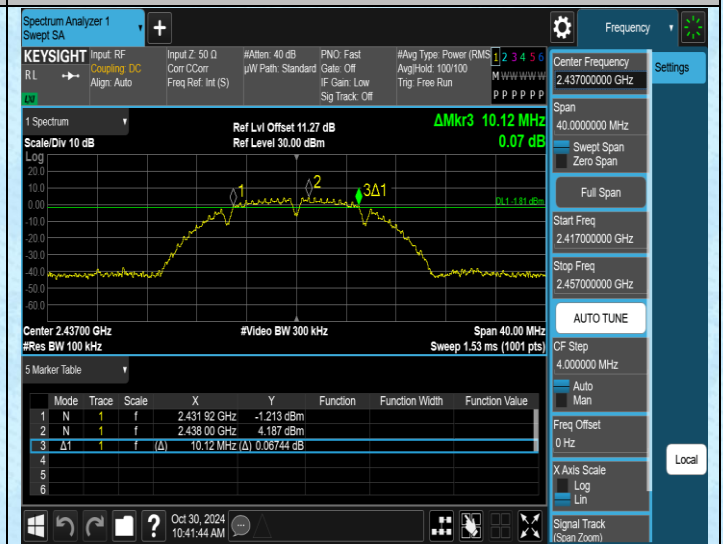 Spectrum Analyzer 1
Swept SA
+
Frequency
KEYSIGHT
RL
LXI
Input: RF
Coupling: DC
Align: Auto
Input Z: 50 Ω
Corr CCorr
Freq Ref: Int (S)
#Atten: 40 dB
µW Path: Standard
PNO: Fast
Gate: Off
IF Gain: Low
Sig Track: Off
#Avg Type: Power (RMS
Avg|Hold: 100/100
Trig: Free Run
1 2 3 4 5 6
M W W W W W
P P P P P P
1 Spectrum
Scale/Div 10 dB
Log
Ref Lvl Offset 11.27 dB
Ref Level 30.00 dBm
ΔMkr3 10.12 MHz
0.07 dB
20.0
10.0
0.00
-10.0
-20.0
-30.0
-40.0
-50.0
-60.0
1
2
3Δ1
DL1 -1.81 dBm
Center 2.43700 GHz
#Res BW 100 kHz
#Video BW 300 kHz
Span 40.00 MHz
Sweep 1.53 ms (1001 pts)
5 Marker Table
Mode Trace Scale X Y Function Function Width Function Value
1 N 1 f 2.431 92 GHz -1.213 dBm
2 N 1 f 2.438 00 GHz 4.187 dBm
3 Δ1 1 f (Δ) 10.12 MHz (Δ) 0.06744 dB
4
5
6
?
Oct 30, 2024
10:41:44 AM
Center Frequency
2.437000000 GHz
Span
40.0000000 MHz
Swept Span
Zero Span
Full Span
Start Freq
2.417000000 GHz
Stop Freq
2.457000000 GHz
AUTO TUNE
CF Step
4.000000 MHz
Auto
Man
Freq Offset
0 Hz
X Axis Scale
Log
Lin
Signal Track
(Span Zoom)
Settings
Local